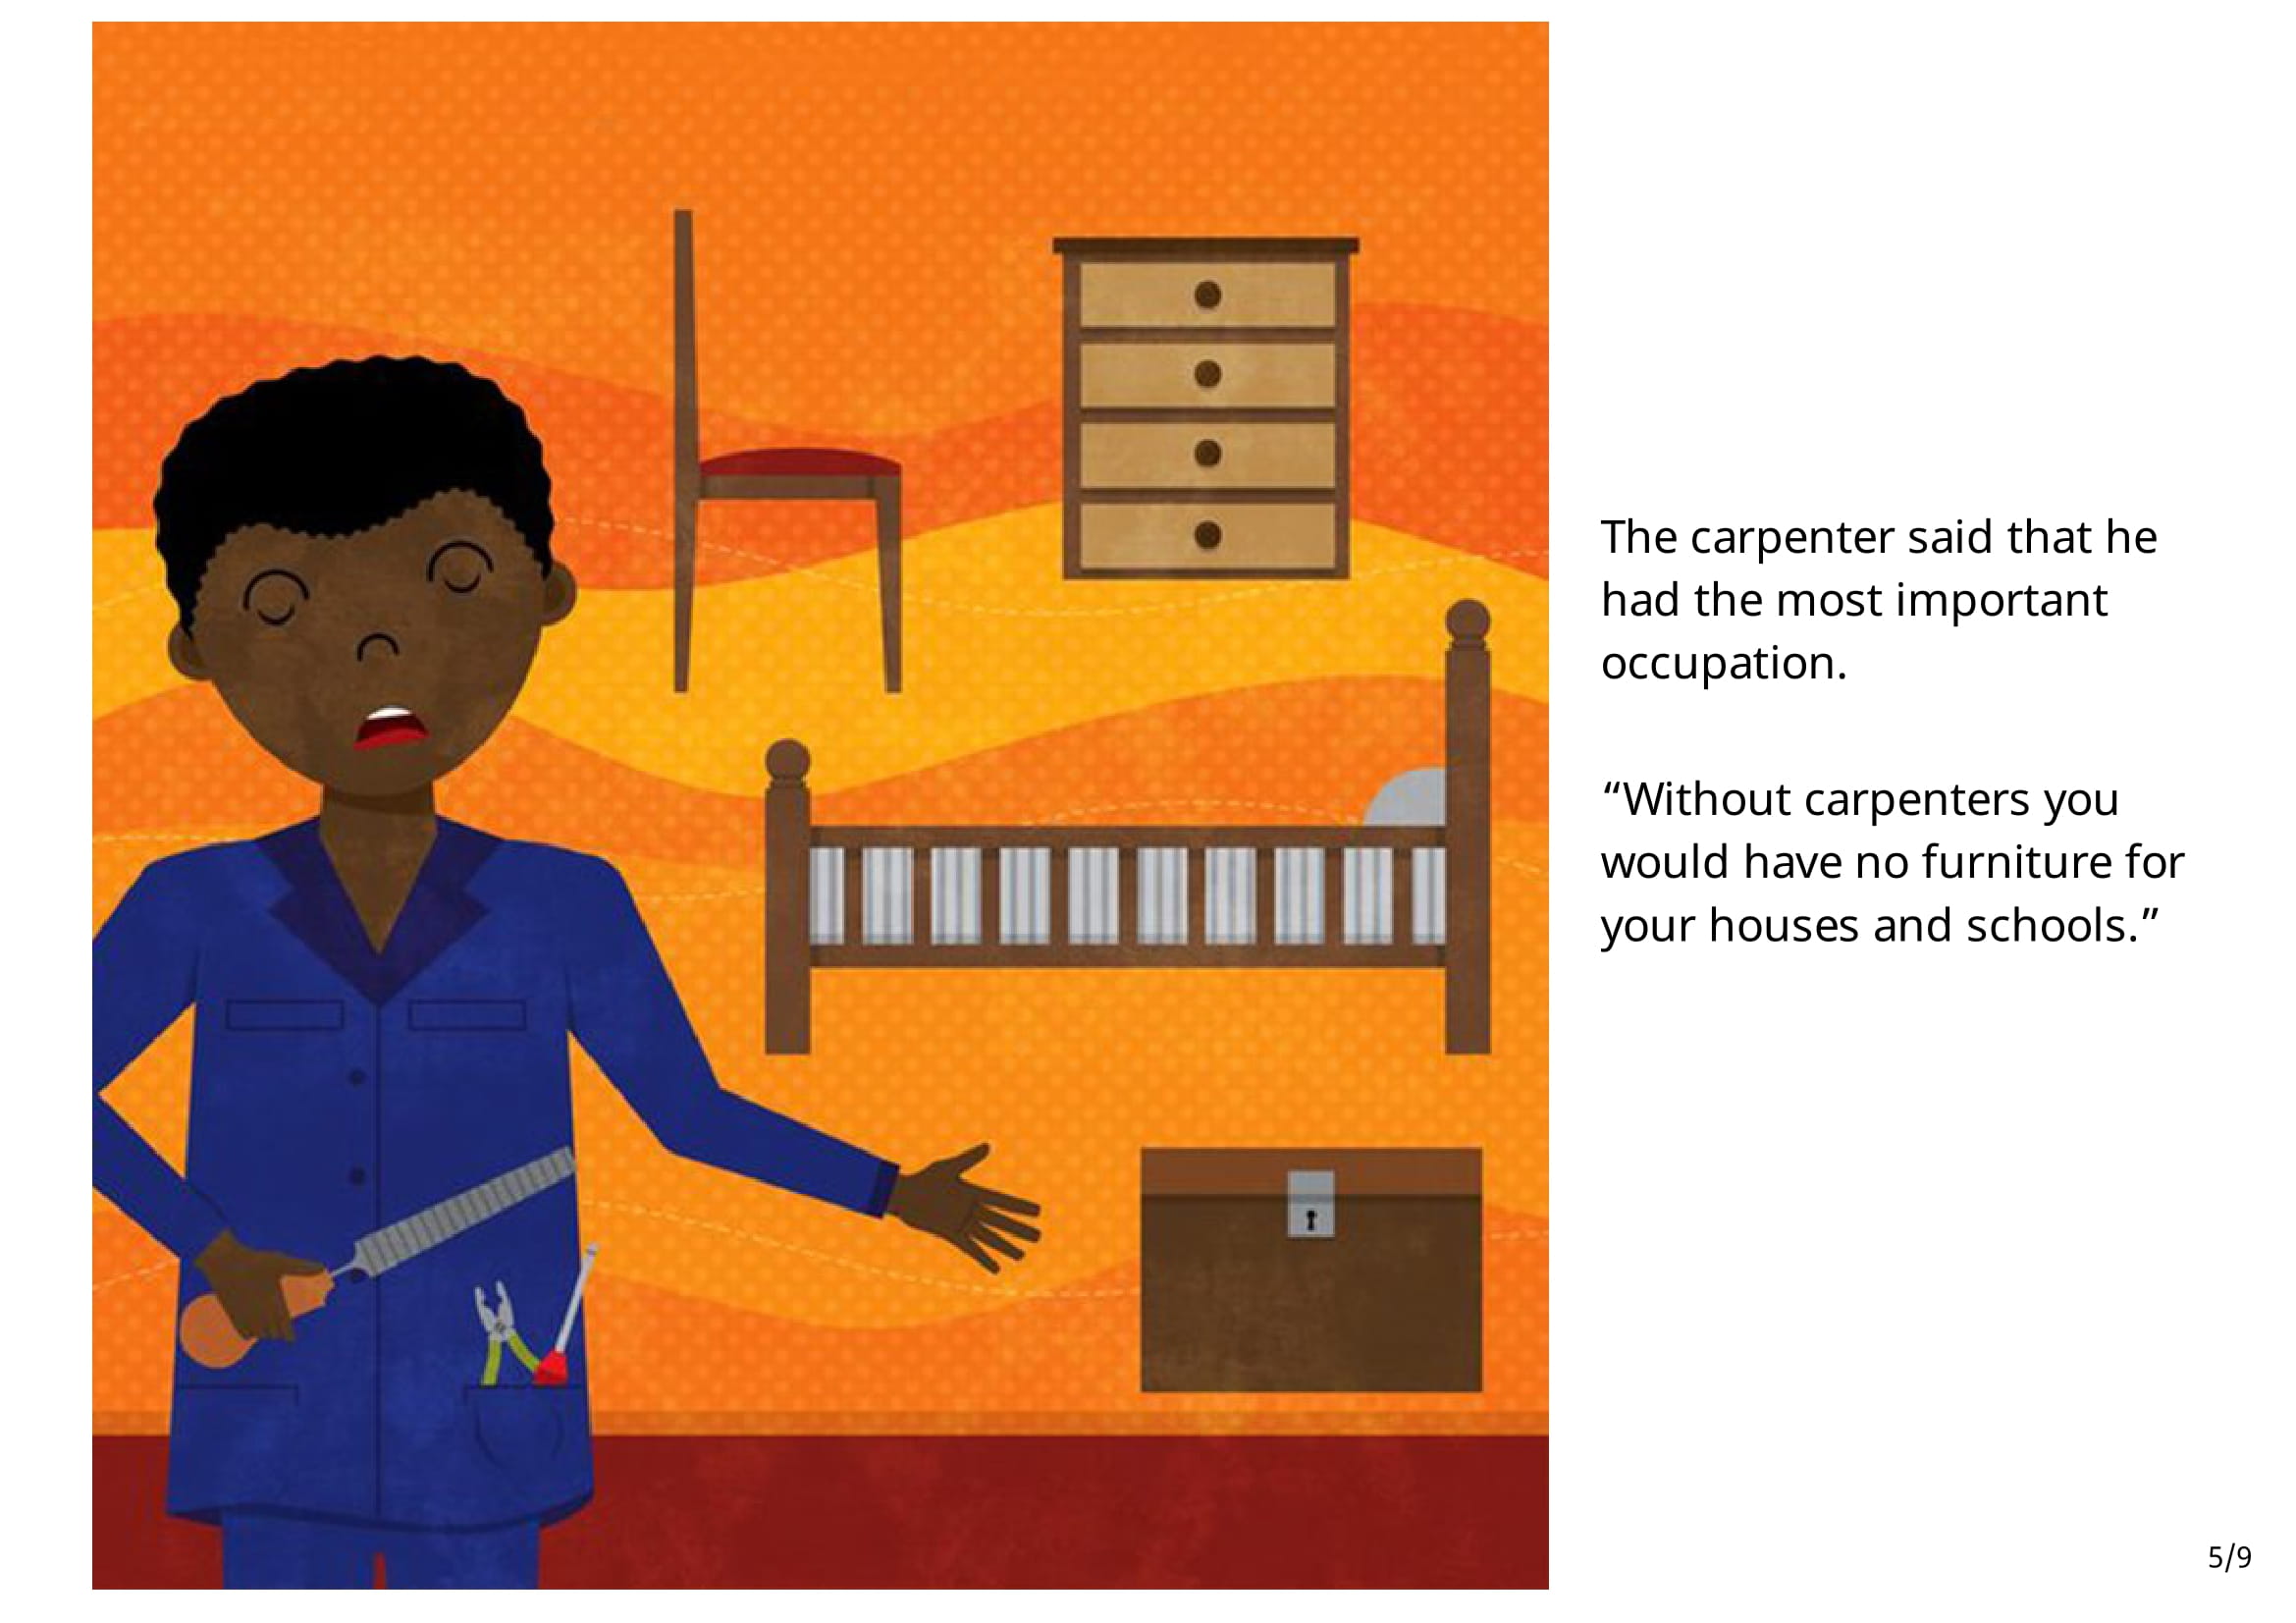 The carpenter said that he
had the most important
occupation.
“Without carpenters you
would have no furniture for
your houses and schools.”
5/9